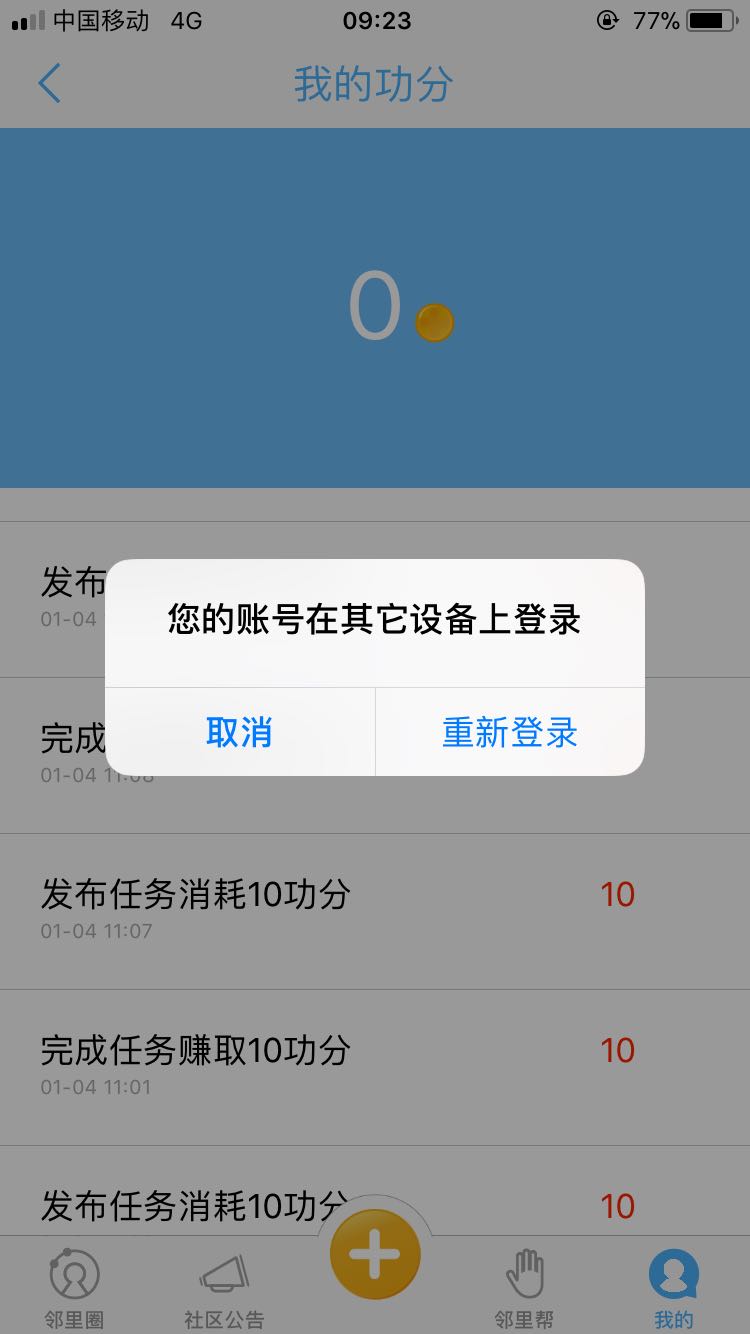 中国移动 4G 09:23 77%
我的功分
0
发布
01-04
您的账号在其它设备上登录
取消 重新登录
完成
01-04 11:08
发布任务消耗10功分 10
01-04 11:07
完成任务赚取10功分 10
01-04 11:01
发布任务消耗10功分 10
邻里圈 社区公告 邻里帮 我的